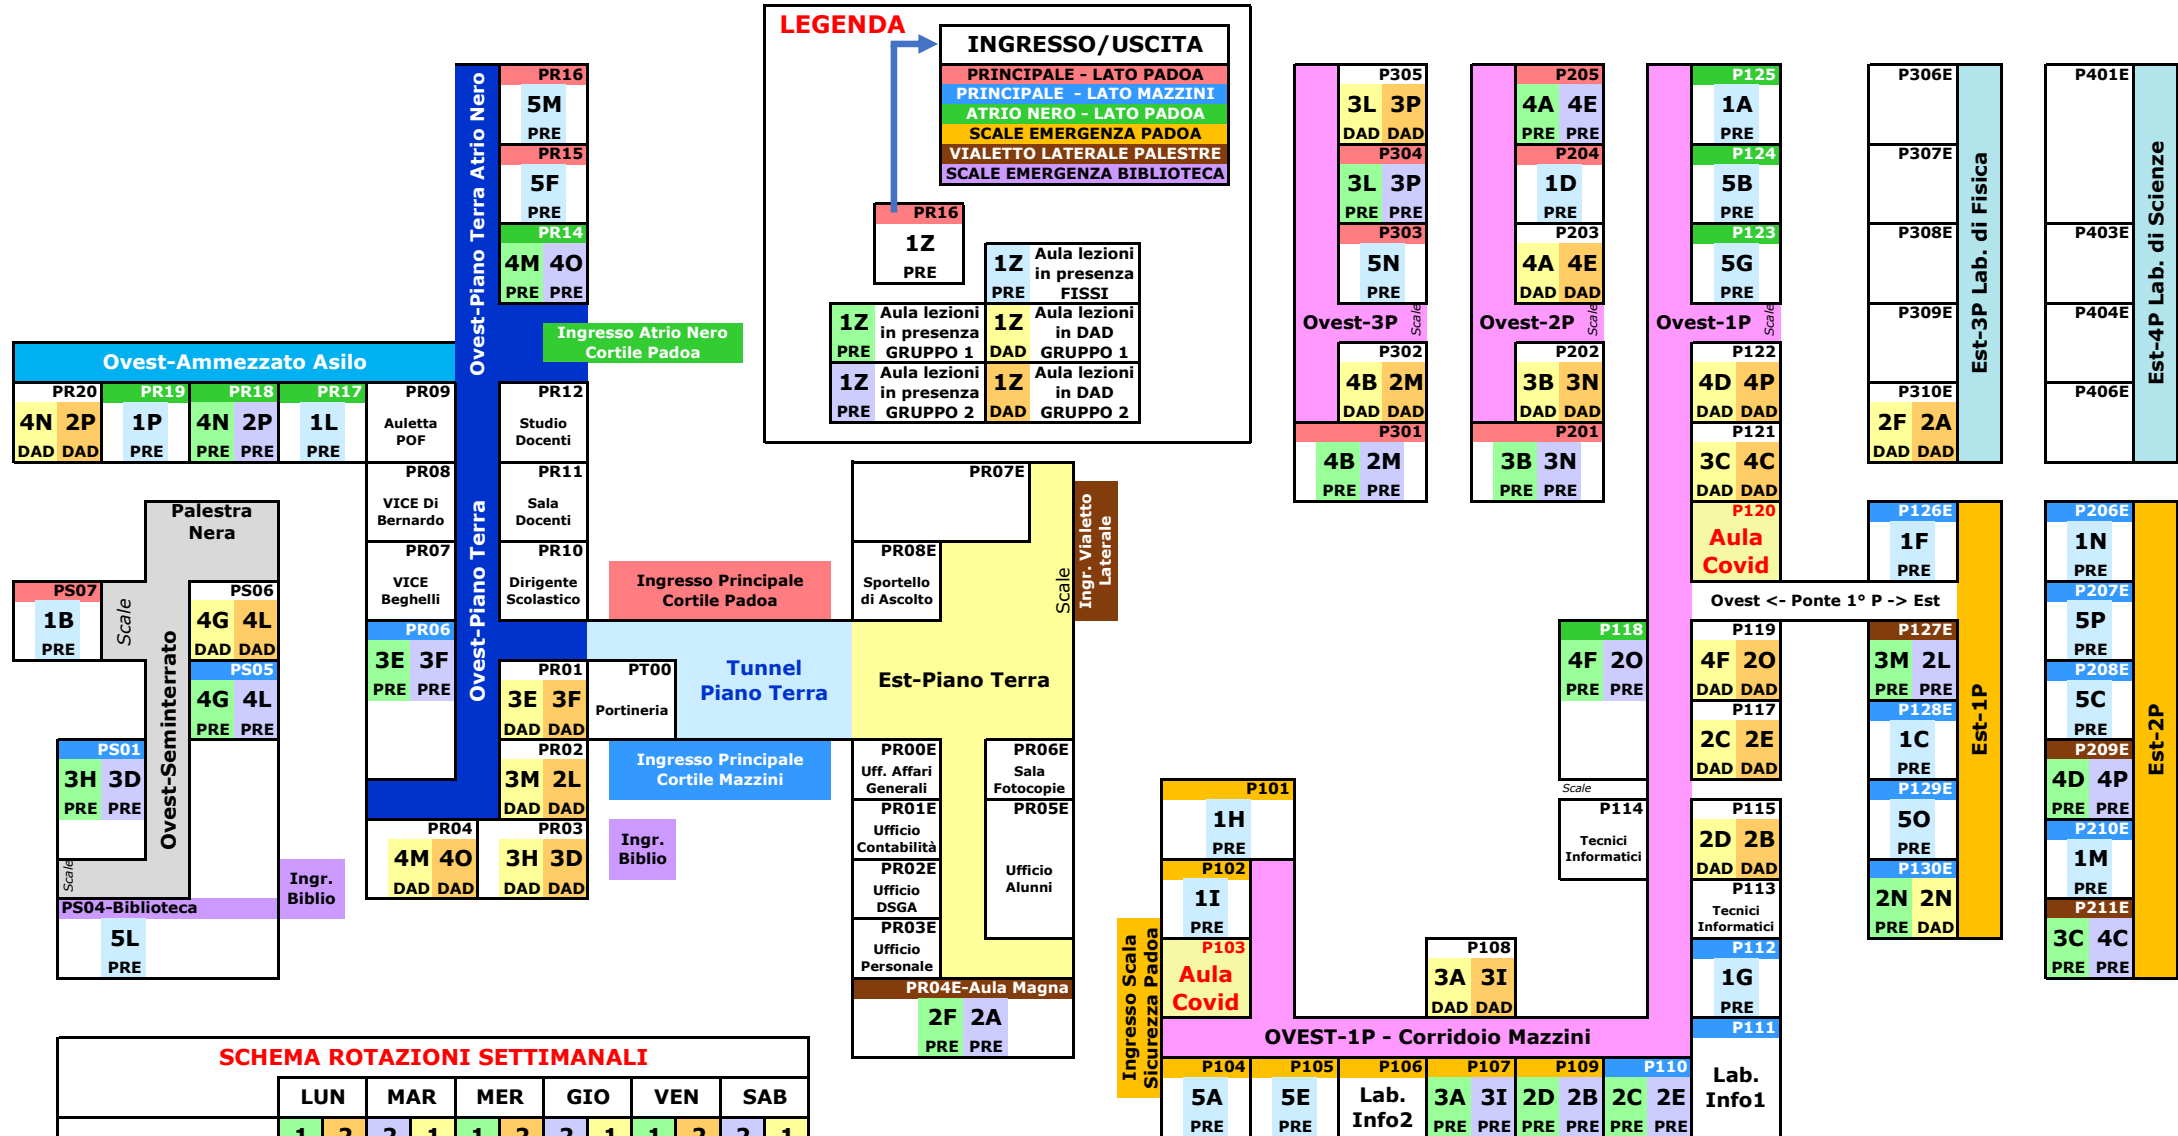 LEGENDA
INGRESSO/USCITA
PRINCIPALE - LATO PADOA
PRINCIPALE - LATO MAZZINI
ATRIO NERO - LATO PADOA
SCALE EMERGENZA PADOA
VIALETTO LATERALE PALESTRE
SCALE EMERGENZA BIBLIOTECA
PR16
1Z
PRE
1Z Aula lezioni
in presenza
PRE FISSI
1Z Aula lezioni
in presenza
PRE GRUPPO 1
1Z Aula lezioni
in DAD
DAD GRUPPO 1
1Z Aula lezioni
in presenza
PRE GRUPPO 2
1Z Aula lezioni
in DAD
DAD GRUPPO 2
Ovest-Piano Terra Atrio Nero
PR16
5M
PRE
PR15
5F
PRE
PR14
4M 4O
PRE PRE
Ingresso Atrio Nero
Cortile Padoa
Ovest-Ammezzato Asilo
PR20
4N 2P
DAD DAD
PR19
1P
PRE
PR18
4N 2P
PRE PRE
PR17
1L
PRE
PR09
Auletta
POF
PR12
Studio
Docenti
PR08
VICE Di
Bernardo
PR11
Sala
Docenti
PR07
VICE
Beghelli
PR10
Dirigente
Scolastico
Ovest-Piano Terra
Palestra
Nera
PS07
1B
PRE
Scale
PS06
4G 4L
DAD DAD
PS05
4G 4L
PRE PRE
Ovest-Seminterrato
PS01
3H 3D
PRE PRE
Scale
PS04-Biblioteca
5L
PRE
Ingr.
Biblio
PR06
3E 3F
PRE PRE
PR01
3E 3F
DAD DAD
PT00
Portineria
PR02
3M 2L
DAD DAD
PR04
4M 4O
DAD DAD
PR03
3H 3D
DAD DAD
Ingresso Principale
Cortile Padoa
Tunnel
Piano Terra
Ingresso Principale
Cortile Mazzini
Ingr.
Biblio
PR07E
PR08E
Sportello
di Ascolto
Scale
Ingr. Vialetto
Laterale
Est-Piano Terra
PR00E
Uff. Affari
Generali
PR06E
Sala
Fotocopie
PR01E
Ufficio
Contabilità
PR05E
Ufficio
Alunni
PR02E
Ufficio
DSGA
PR03E
Ufficio
Personale
PR04E-Aula Magna
2F 2A
PRE PRE
P305
3L 3P
DAD DAD
P304
3L 3P
PRE PRE
P303
5N
PRE
Ovest-3P Scale
P302
4B 2M
DAD DAD
P301
4B 2M
PRE PRE
P205
4A 4E
PRE PRE
P204
1D
PRE
P203
4A 4E
DAD DAD
Ovest-2P Scale
P202
3B 3N
DAD DAD
P201
3B 3N
PRE PRE
P125
1A
PRE
P124
5B
PRE
P123
5G
PRE
Ovest-1P Scale
P122
4D 4P
DAD DAD
P121
3C 4C
DAD DAD
P120
Aula
Covid
Ovest <- Ponte 1° P -> Est
P118
4F 2O
PRE PRE
P119
4F 2O
DAD DAD
P117
2C 2E
DAD DAD
Scale
P114
Tecnici
Informatici
P115
2D 2B
DAD DAD
P113
Tecnici
Informatici
P112
1G
PRE
P111
Lab.
Info1
P101
1H
PRE
P102
1I
PRE
P103
Aula
Covid
Ingresso Scala
Sicurezza Padoa
P108
3A 3I
DAD DAD
OVEST-1P - Corridoio Mazzini
P104
5A
PRE
P105
5E
PRE
P106
Lab.
Info2
P107
3A 3I
PRE PRE
P109
2D 2B
PRE PRE
P110
2C 2E
PRE PRE
P306E
P307E
P308E
P309E
P310E
2F 2A
DAD DAD
Est-3P Lab. di Fisica
P401E
P403E
P404E
P406E
Est-4P Lab. di Scienze
P126E
1F
PRE
P127E
3M 2L
PRE PRE
P128E
1C
PRE
P129E
5O
PRE
P130E
2N 2N
PRE DAD
Est-1P
P206E
1N
PRE
P207E
5P
PRE
P208E
5C
PRE
P209E
4D 4P
PRE PRE
P210E
1M
PRE
P211E
3C 4C
PRE PRE
Est-2P
SCHEMA ROTAZIONI SETTIMANALI
LUN MAR MER GIO VEN SAB
1 2 2 1 1 2 2 1 1 2 2 1